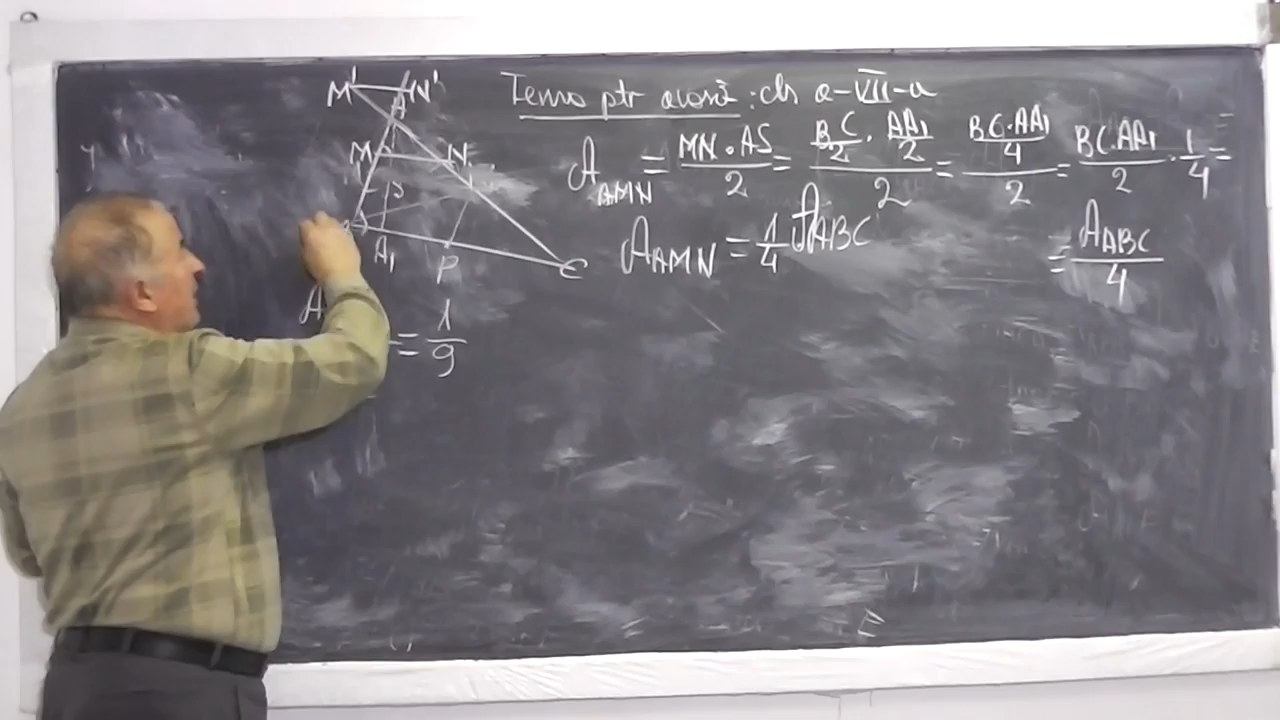 Tema ptr acasă: cls a-VII-a
M' N'
A
M N
S
A₁ P C
A_AMN = MN·AS/2 = (BC/2 · AA₁/2)/2 = (BC·AA₁/4)/2 = BC·AA₁/2 · 1/4 =
= A_ABC/4
A_AMN = 1/4 A_ABC
A
= 1/9